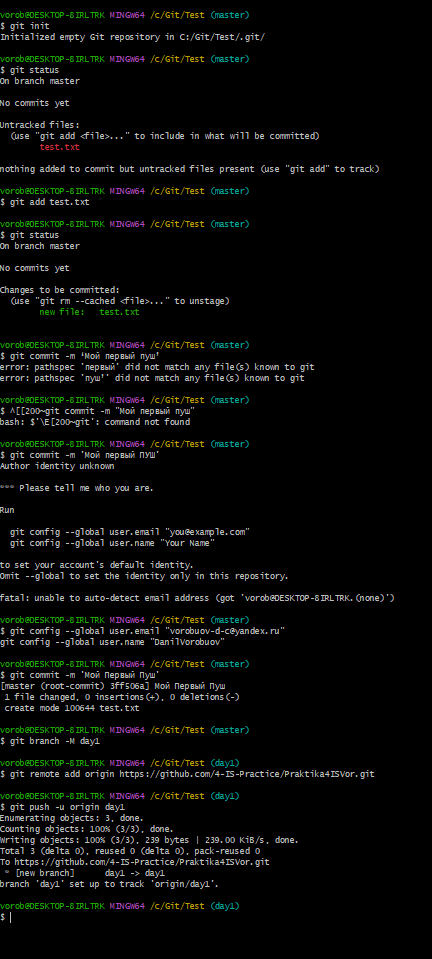 vorob@DESKTOP-8IRLTRK MINGW64 /c/Git/Test (master)
$ git init
Initialized empty Git repository in C:/Git/Test/.git/
vorob@DESKTOP-8IRLTRK MINGW64 /c/Git/Test (master)
$ git status
On branch master
No commits yet
Untracked files:
  (use "git add <file>..." to include in what will be committed)
        test.txt
nothing added to commit but untracked files present (use "git add" to track)
vorob@DESKTOP-8IRLTRK MINGW64 /c/Git/Test (master)
$ git add test.txt
vorob@DESKTOP-8IRLTRK MINGW64 /c/Git/Test (master)
$ git status
On branch master
No commits yet
Changes to be committed:
  (use "git rm --cached <file>..." to unstage)
        new file:   test.txt
vorob@DESKTOP-8IRLTRK MINGW64 /c/Git/Test (master)
$ git commit -m ‘Мой первый пуш’
error: pathspec 'первый' did not match any file(s) known to git
error: pathspec 'пуш’' did not match any file(s) known to git
vorob@DESKTOP-8IRLTRK MINGW64 /c/Git/Test (master)
$ ^[[200~git commit -m "Мой первый пуш"
bash: $'\E[200~git': command not found
vorob@DESKTOP-8IRLTRK MINGW64 /c/Git/Test (master)
$ git commit -m 'Мой первый ПУШ'
Author identity unknown
*** Please tell me who you are.
Run
  git config --global user.email "you@example.com"
  git config --global user.name "Your Name"
to set your account's default identity.
Omit --global to set the identity only in this repository.
fatal: unable to auto-detect email address (got 'vorob@DESKTOP-8IRLTRK.(none)')
vorob@DESKTOP-8IRLTRK MINGW64 /c/Git/Test (master)
$ git config --global user.email "vorobuov-d-c@yandex.ru"
git config --global user.name "DanilVorobuov"
vorob@DESKTOP-8IRLTRK MINGW64 /c/Git/Test (master)
$ git commit -m 'Мой Первый Пуш'
[master (root-commit) 3ff506a] Мой Первый Пуш
 1 file changed, 0 insertions(+), 0 deletions(-)
 create mode 100644 test.txt
vorob@DESKTOP-8IRLTRK MINGW64 /c/Git/Test (master)
$ git branch -M day1
vorob@DESKTOP-8IRLTRK MINGW64 /c/Git/Test (day1)
$ git remote add origin https://github.com/4-IS-Practice/Praktika4ISVor.git
vorob@DESKTOP-8IRLTRK MINGW64 /c/Git/Test (day1)
$ git push -u origin day1
Enumerating objects: 3, done.
Counting objects: 100% (3/3), done.
Writing objects: 100% (3/3), 239 bytes | 239.00 KiB/s, done.
Total 3 (delta 0), reused 0 (delta 0), pack-reused 0
To https://github.com/4-IS-Practice/Praktika4ISVor.git
 * [new branch]      day1 -> day1
branch 'day1' set up to track 'origin/day1'.
vorob@DESKTOP-8IRLTRK MINGW64 /c/Git/Test (day1)
$